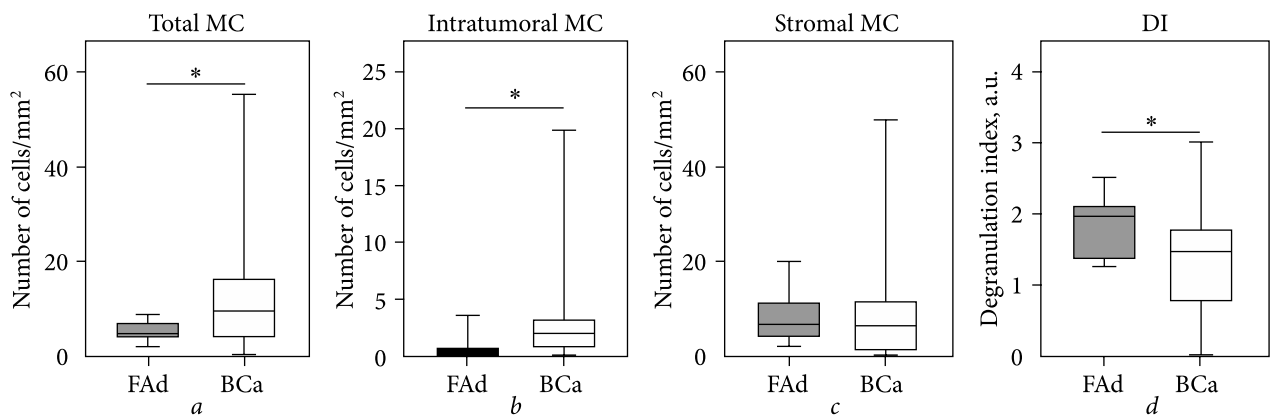 Total MC
Number of cells/mm²
60
40
20
0
*
FAd
BCa
a
Intratumoral MC
Number of cells/mm²
25
20
15
10
5
0
*
FAd
BCa
b
Stromal MC
Number of cells/mm²
60
40
20
0
FAd
BCa
c
DI
Degranulation index, a.u.
4
3
2
1
0
*
FAd
BCa
d